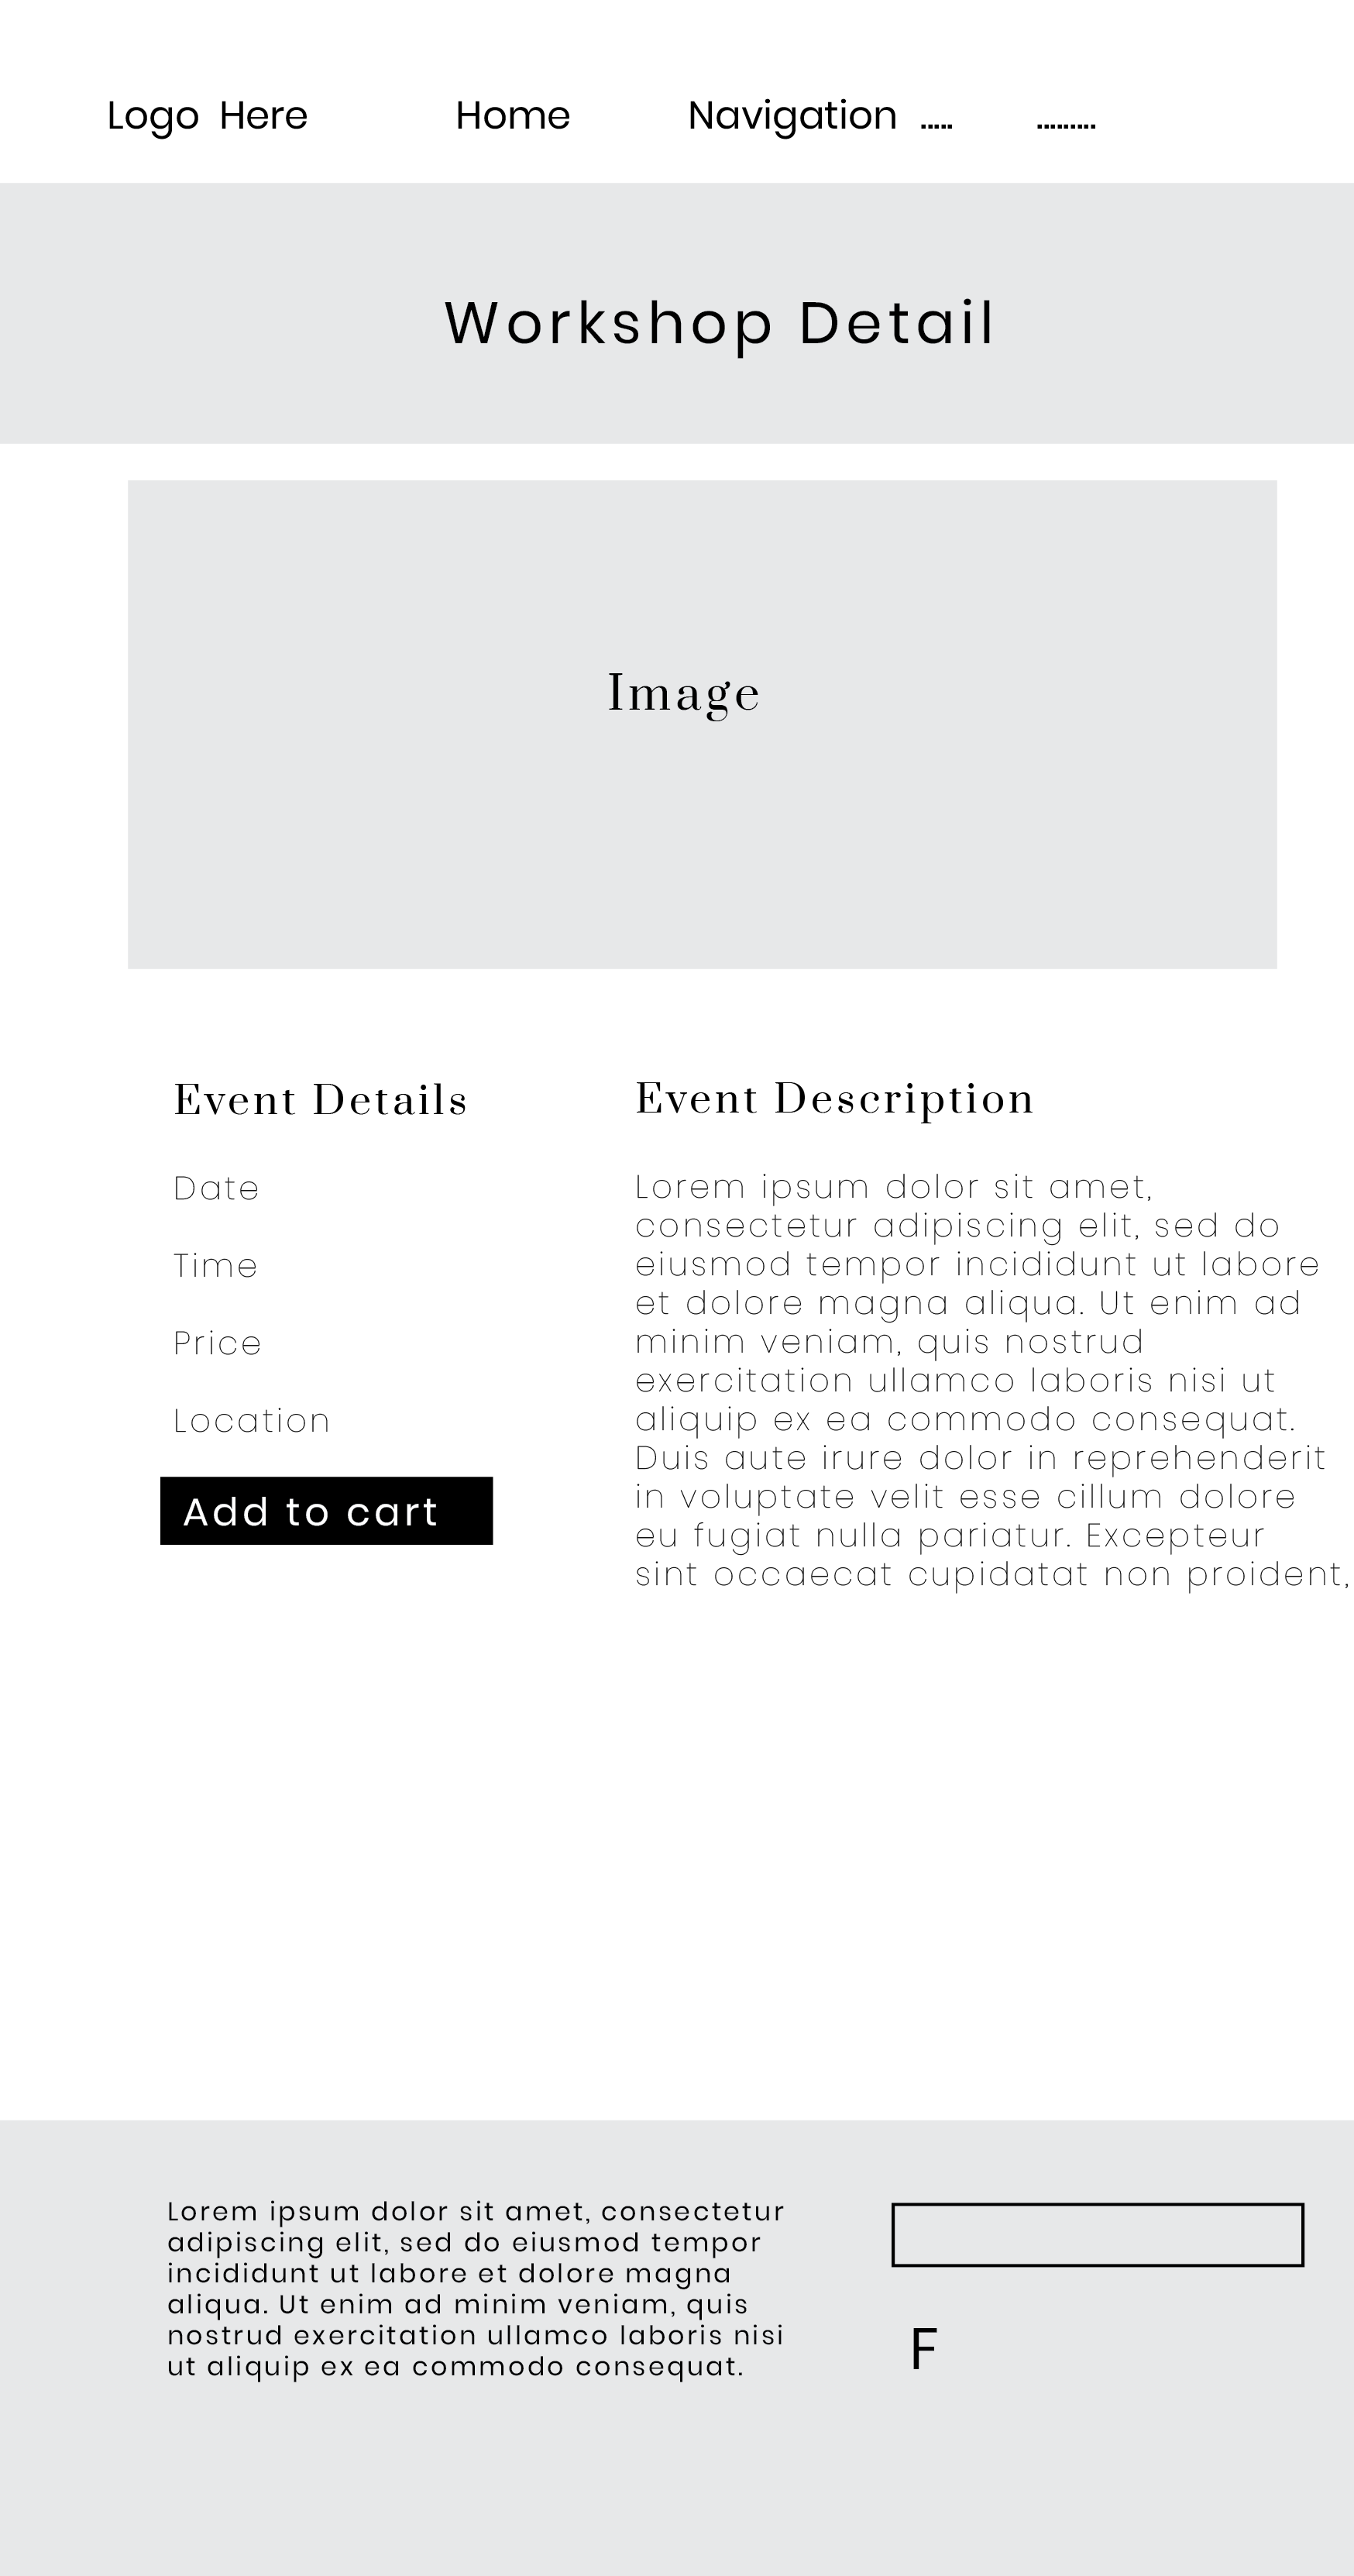 Logo Here Home Navigation ..... .........
Workshop Detail
Image
Event Details
Date
Time
Price
Location
Add to cart
Event Description
Lorem ipsum dolor sit amet,
consectetur adipiscing elit, sed do
eiusmod tempor incididunt ut labore
et dolore magna aliqua. Ut enim ad
minim veniam, quis nostrud
exercitation ullamco laboris nisi ut
aliquip ex ea commodo consequat.
Duis aute irure dolor in reprehenderit
in voluptate velit esse cillum dolore
eu fugiat nulla pariatur. Excepteur
sint occaecat cupidatat non proident,
Lorem ipsum dolor sit amet, consectetur
adipiscing elit, sed do eiusmod tempor
incididunt ut labore et dolore magna
aliqua. Ut enim ad minim veniam, quis
nostrud exercitation ullamco laboris nisi
ut aliquip ex ea commodo consequat.
F